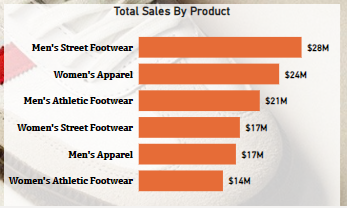 Total Sales By Product
Men's Street Footwear $28M
Women's Apparel $24M
Men's Athletic Footwear $21M
Women's Street Footwear $17M
Men's Apparel $17M
Women's Athletic Footwear $14M